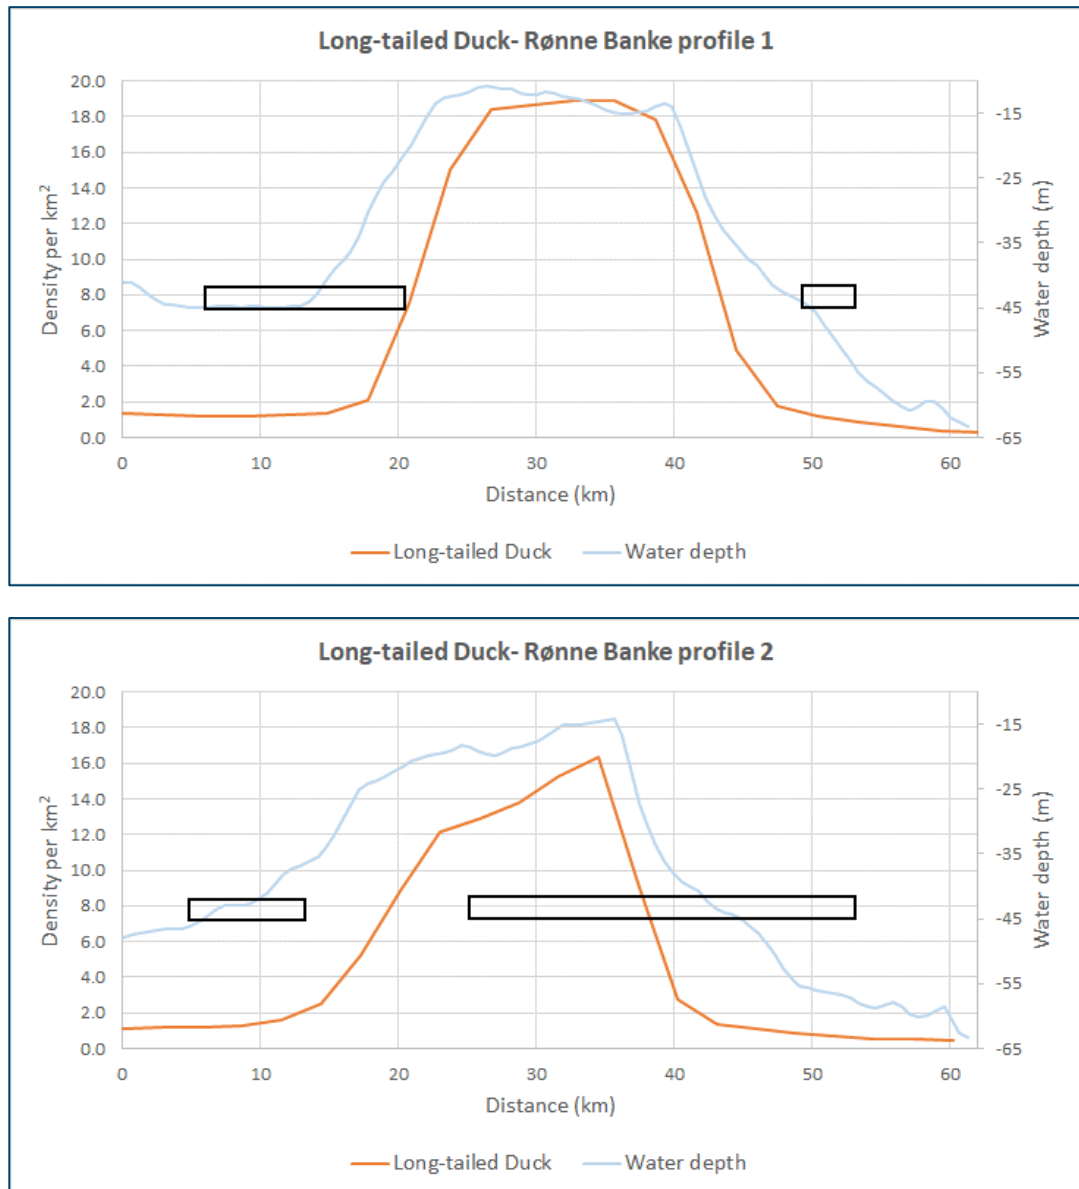 Long-tailed Duck- Rønne Banke profile 1
20.0
18.0
16.0
14.0
12.0
10.0
8.0
6.0
4.0
2.0
0.0
Density per km²
-15
-25
-35
-45
-55
-65
Water depth (m)
0 10 20 30 40 50 60
Distance (km)
Long-tailed Duck Water depth
Long-tailed Duck- Rønne Banke profile 2
20.0
18.0
16.0
14.0
12.0
10.0
8.0
6.0
4.0
2.0
0.0
Density per km²
-15
-25
-35
-45
-55
-65
Water depth (m)
0 10 20 30 40 50 60
Distance (km)
Long-tailed Duck Water depth